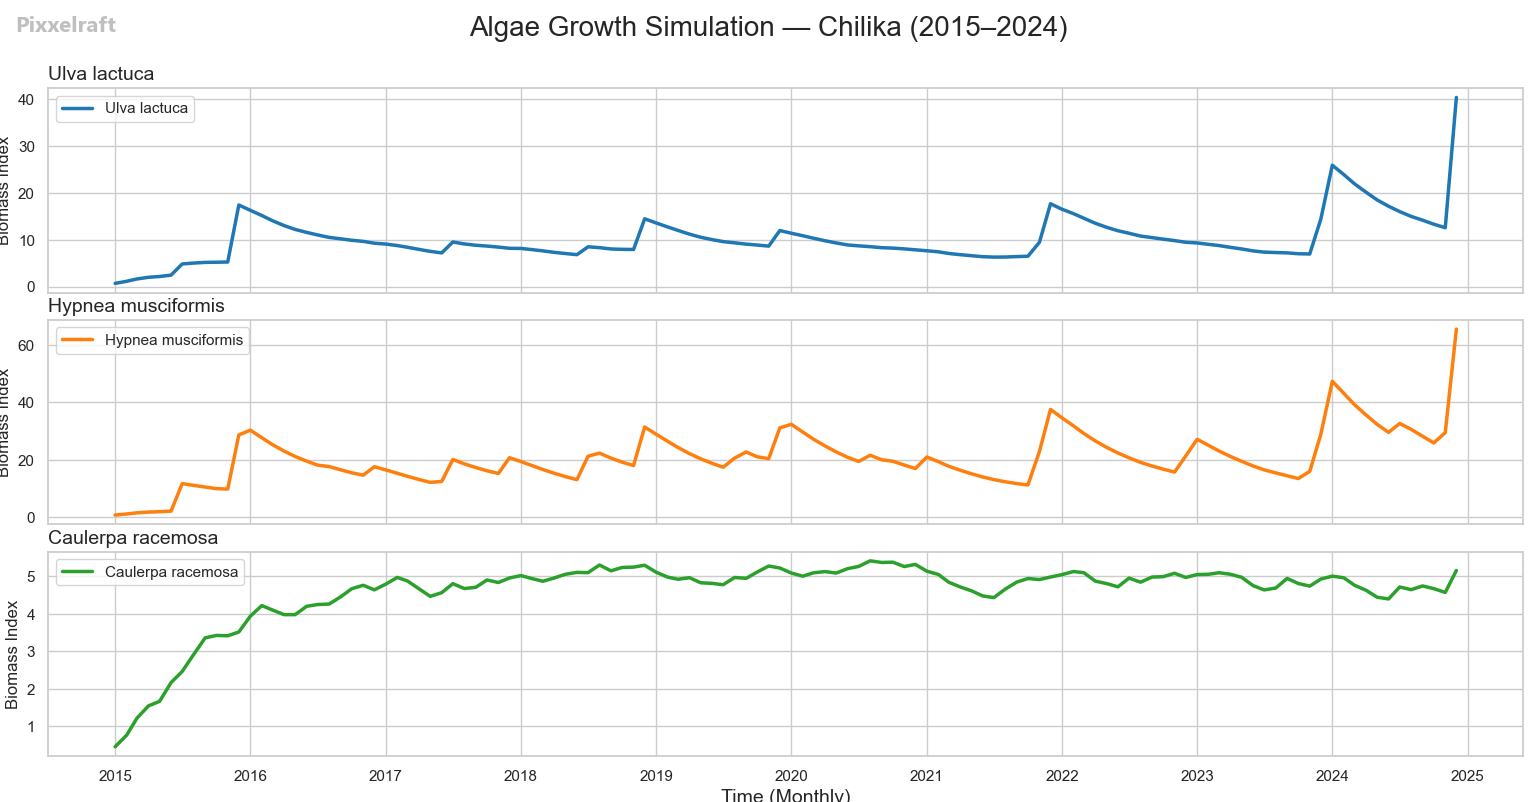 Pixxelraft
Algae Growth Simulation — Chilika (2015–2024)
Ulva lactuca
Ulva lactuca
Biomass Index
40
30
20
10
0
Hypnea musciformis
Hypnea musciformis
Biomass Index
60
40
20
0
Caulerpa racemosa
Caulerpa racemosa
Biomass Index
5
4
3
2
1
2015 2016 2017 2018 2019 2020 2021 2022 2023 2024 2025
Time (Monthly)